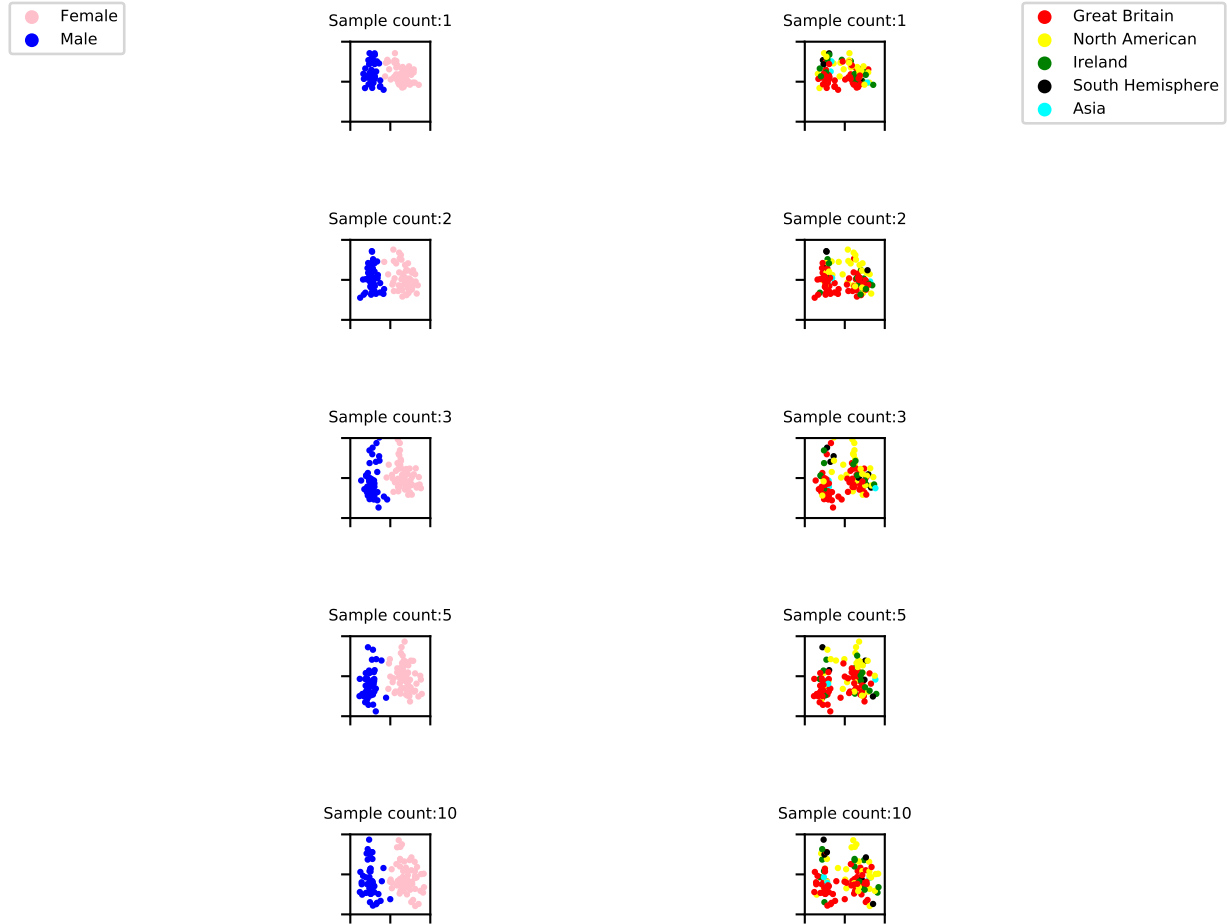 Female
Male
Sample count:1
Sample count:1
Great Britain
North American
Ireland
South Hemisphere
Asia
Sample count:2
Sample count:2
Sample count:3
Sample count:3
Sample count:5
Sample count:5
Sample count:10
Sample count:10